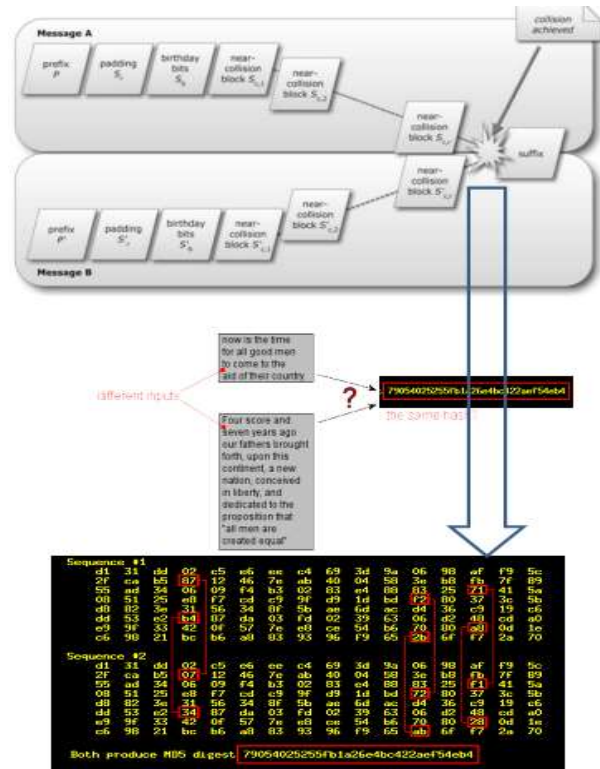 collision
achieved
Message A
prefix
P
padding
birthday
bits
near-
collision
block
near-
collision
block
near-
collision
block
suffix
near-
collision
block
near-
collision
block
near-
collision
block
birthday
bits
padding
prefix
P'
Message B
now is the time
for all good men
to come to the
aid of their country
different inputs
?
79054025255fb1a26e4bc422aef54eb4
the same hash
Four score and
seven years ago
our fathers brought
forth, upon this
continent, a new
nation, conceived
in liberty, and
dedicated to the
proposition that
"all men are
created equal"
Sequence #1
d1 31 dd 02 c5 e6 ee c4 69 3d 9a 06 98 af f9 5c
2f ca b5 87 12 46 7e ab 40 04 58 3e b8 fb 7f 89
55 ad 34 06 09 f4 b3 02 83 e4 88 83 25 71 41 5a
08 51 25 e8 f7 cd c9 9f d9 1d bd f2 80 37 3c 5b
d8 82 3e 31 56 34 8f 5b ae 6d ac d4 36 c9 19 c6
dd 53 e2 b4 87 da 03 fd 02 39 63 06 d2 48 cd a0
e9 9f 33 42 0f 57 7e e8 ce 54 b6 70 80 a8 0d 1e
c6 98 21 bc b6 a8 83 93 96 f9 65 2b 6f f7 2a 70
Sequence #2
d1 31 dd 02 c5 e6 ee c4 69 3d 9a 06 98 af f9 5c
2f ca b5 07 12 46 7e ab 40 04 58 3e b8 fb 7f 89
55 ad 34 06 09 f4 b3 02 83 e4 88 83 25 f1 41 5a
08 51 25 e8 f7 cd c9 9f d9 1d bd 72 80 37 3c 5b
d8 82 3e 31 56 34 8f 5b ae 6d ac d4 36 c9 19 c6
dd 53 e2 34 87 da 03 fd 02 39 63 06 d2 48 cd a0
e9 9f 33 42 0f 57 7e e8 ce 54 b6 70 80 28 0d 1e
c6 98 21 bc b6 a8 83 93 96 f9 65 ab 6f f7 2a 70
Both produce MD5 digest 79054025255fb1a26e4bc422aef54eb4